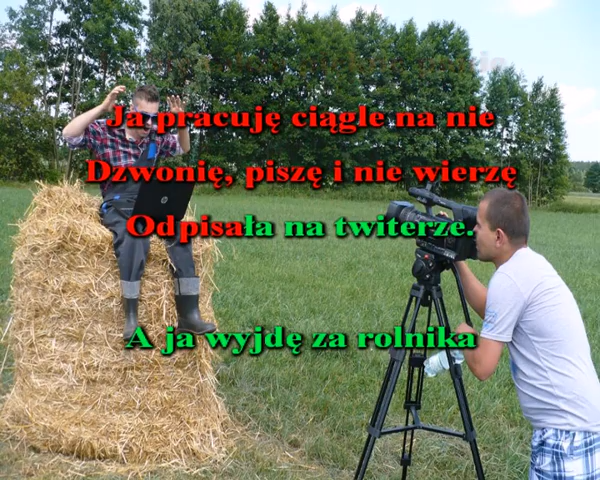 Ja pracuję ciągle na nie
Dzwonię, piszę i nie wierzę
Odpisała na twiterze.
A ja wyjdę za rolnika